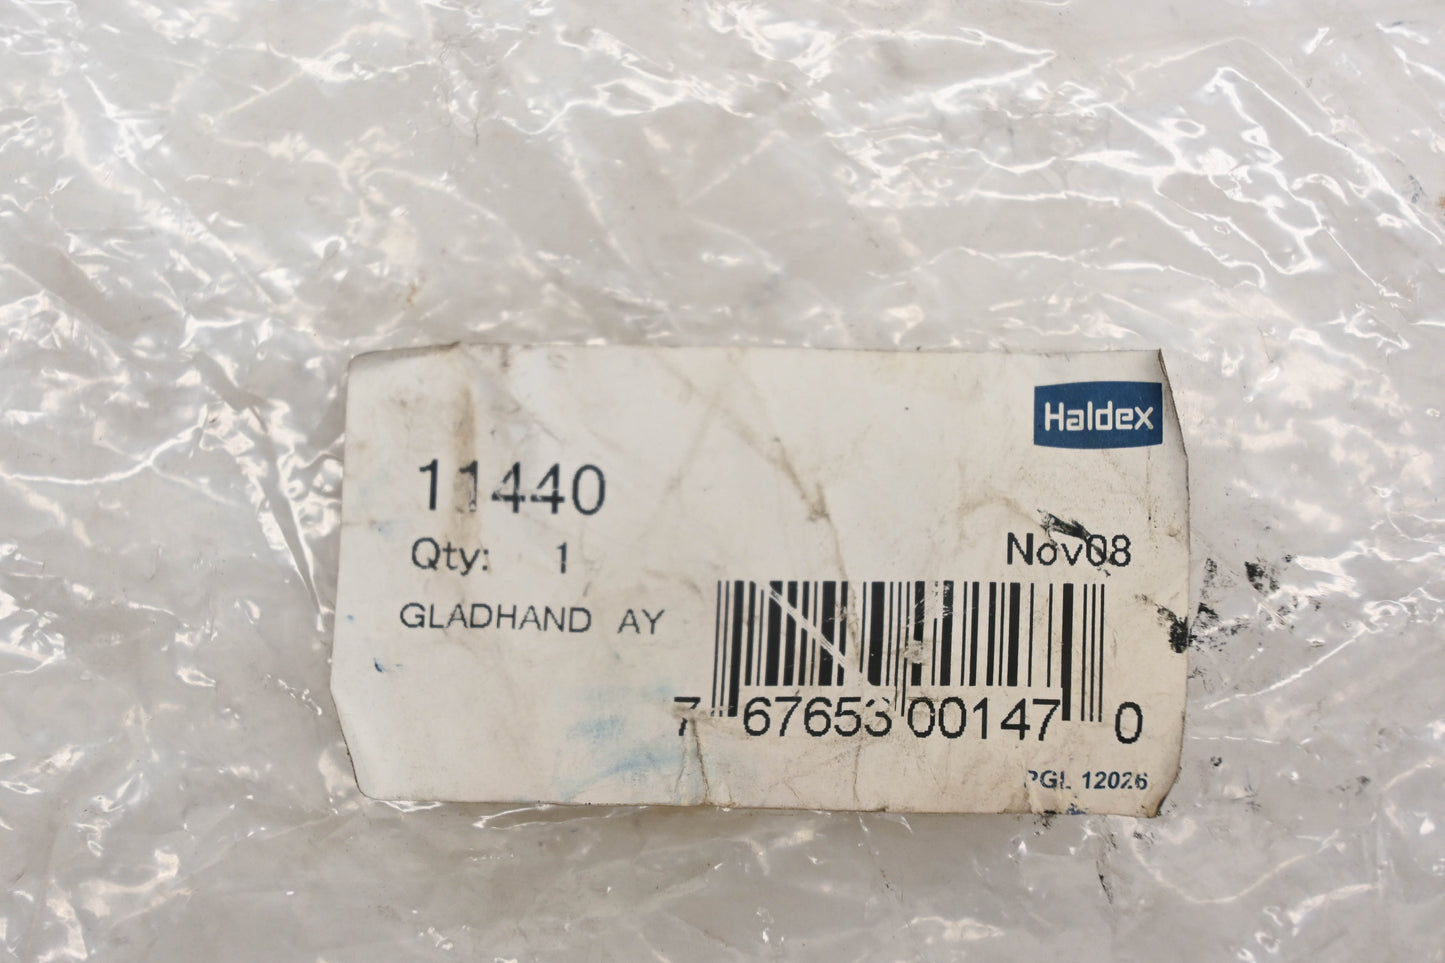 Haldex
11440
Qty: 1
Nov08
GLADHAND AY
7 67653 00147 0
PGL 12026